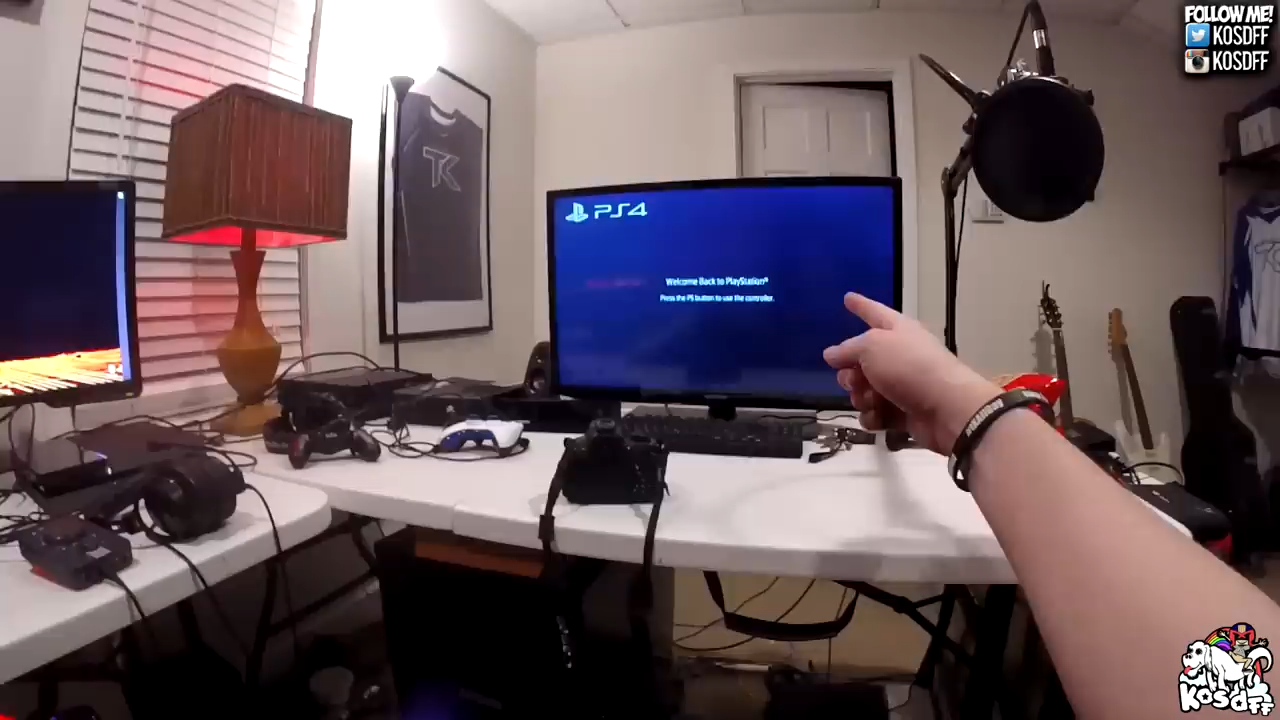 FOLLOW ME!
KOSDFF
KOSDFF
TK
PS4
Welcome Back to PlayStation®
Press the PS button to use the controller.
KOSDFF